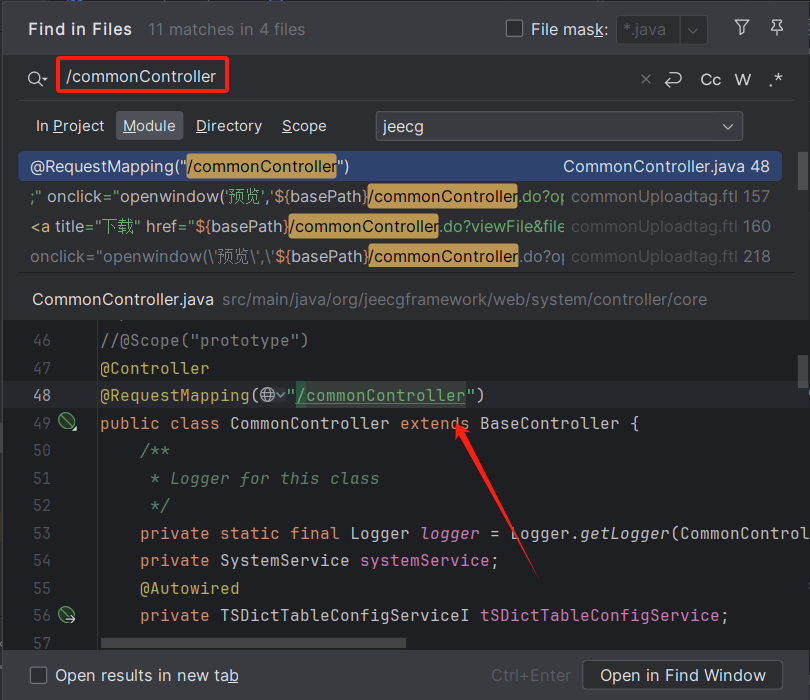 Find in Files 11 matches in 4 files File mask: *.java
/commonController Cc W .*
In Project Module Directory Scope jeecg
@RequestMapping("/commonController") CommonController.java 48
;" onclick="openwindow('预览','${basePath}/commonController.do?op commonUploadtag.ftl 157
<a title="下载" href="${basePath}/commonController.do?viewFile&file commonUploadtag.ftl 160
onclick="openwindow(\'预览\',\'${basePath}/commonController.do?op commonUploadtag.ftl 218
CommonController.java src/main/java/org/jeecgframework/web/system/controller/core
46 //@Scope("prototype")
47 @Controller
48 @RequestMapping("/commonController")
49 public class CommonController extends BaseController {
50 /**
51 * Logger for this class
52 */
53 private static final Logger logger = Logger.getLogger(CommonControl
54 private SystemService systemService;
55 @Autowired
56 private TSDictTableConfigServiceI tSDictTableConfigService;
57
Open results in new tab Ctrl+Enter Open in Find Window